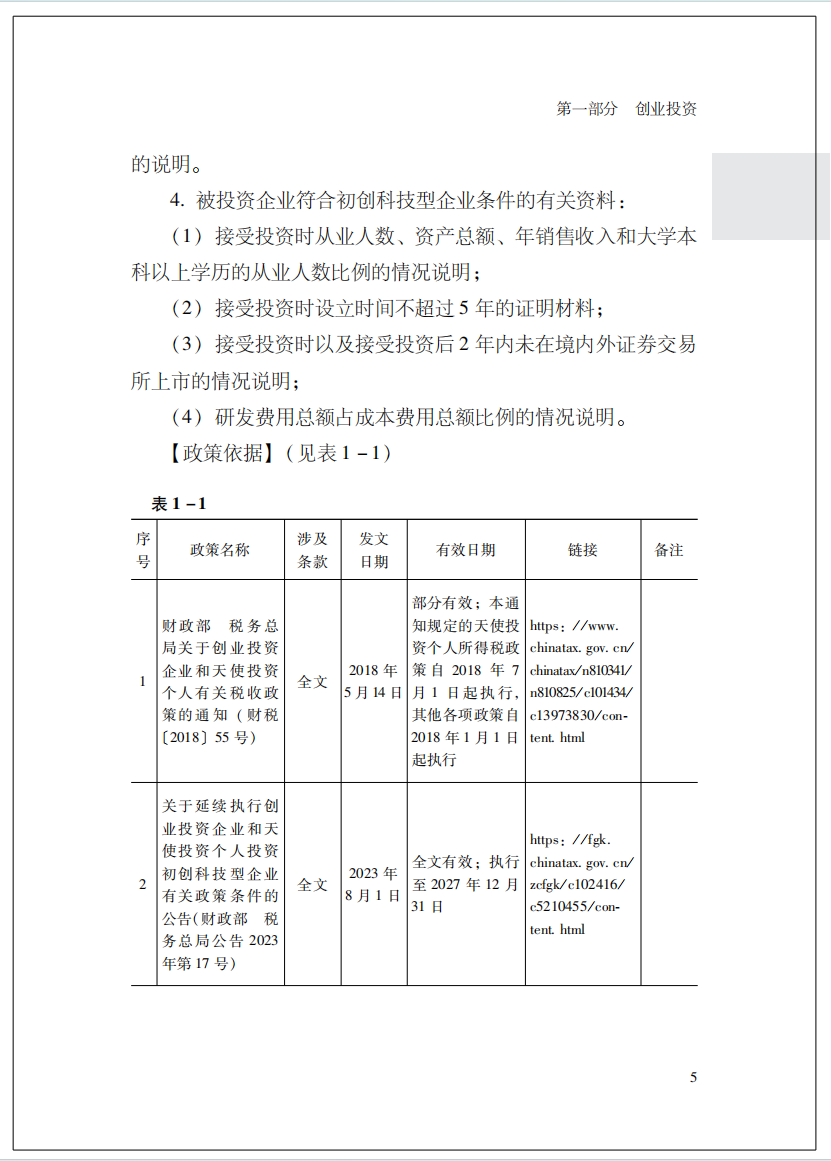 第一部分　创业投资
的说明。
4. 被投资企业符合初创科技型企业条件的有关资料：
（1）接受投资时从业人数、资产总额、年销售收入和大学本
科以上学历的从业人数比例的情况说明；
（2）接受投资时设立时间不超过 5 年的证明材料；
（3）接受投资时以及接受投资后 2 年内未在境内外证券交易
所上市的情况说明；
（4）研发费用总额占成本费用总额比例的情况说明。
【政策依据】（见表 1 –1）
表 1 –1
序
号
政策名称
涉及
条款
发文
日期
有效日期
链接
备注
1
财政部　税务总
局关于创业投资
企业和天使投资
个人有关税收政
策的通知（财税
〔2018〕55 号）
全文
2018 年
5 月 14 日
部分有效；本通
知规定的天使投
资个人所得税政
策自 2018 年 7
月 1 日起执行，
其他各项政策自
2018 年 1 月 1 日
起执行
https：//www.
chinatax. gov. cn/
chinatax/n810341/
n810825/c101434/
c13973830/con-
tent. html
2
关于延续执行创
业投资企业和天
使投资个人投资
初创科技型企业
有关政策条件的
公告（财政部　税
务总局公告 2023
年第 17 号）
全文
2023 年
8 月 1 日
全文有效；执行
至 2027 年 12 月
31 日
https：//fgk.
chinatax. gov. cn/
zcfgk/c102416/
c5210455/con-
tent. html
5